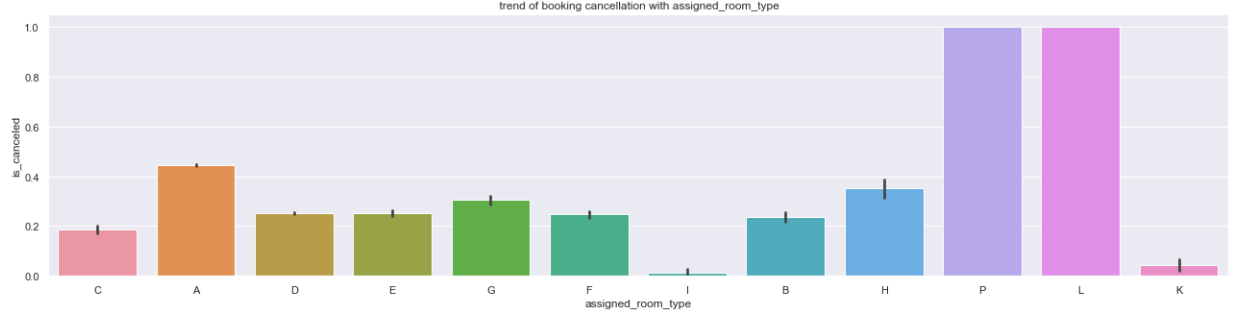 trend of booking cancellation with assigned_room_type
1.0
0.8
0.6
0.4
0.2
0.0
is_canceled
C A D E G F I B H P L K
assigned_room_type